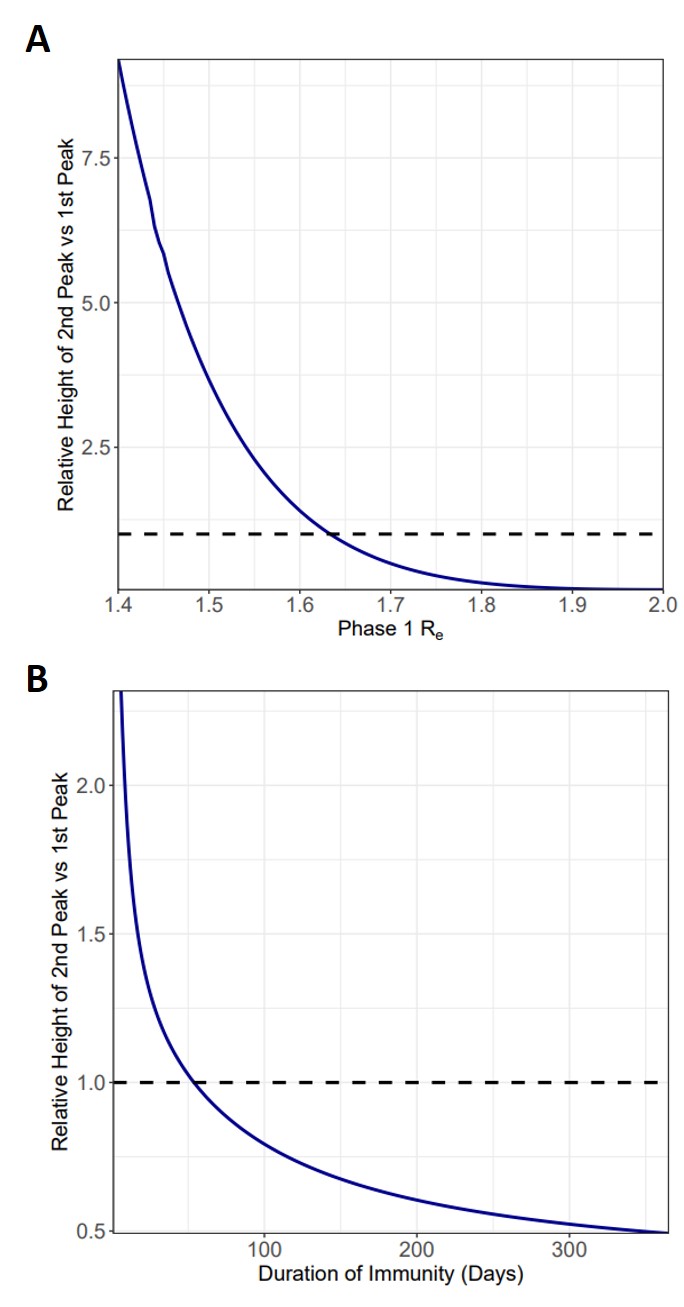 A
Relative Height of 2nd Peak vs 1st Peak
7.5
5.0
2.5
1.4 1.5 1.6 1.7 1.8 1.9 2.0
Phase 1 Re
B
Relative Height of 2nd Peak vs 1st Peak
2.0
1.5
1.0
0.5
100 200 300
Duration of Immunity (Days)